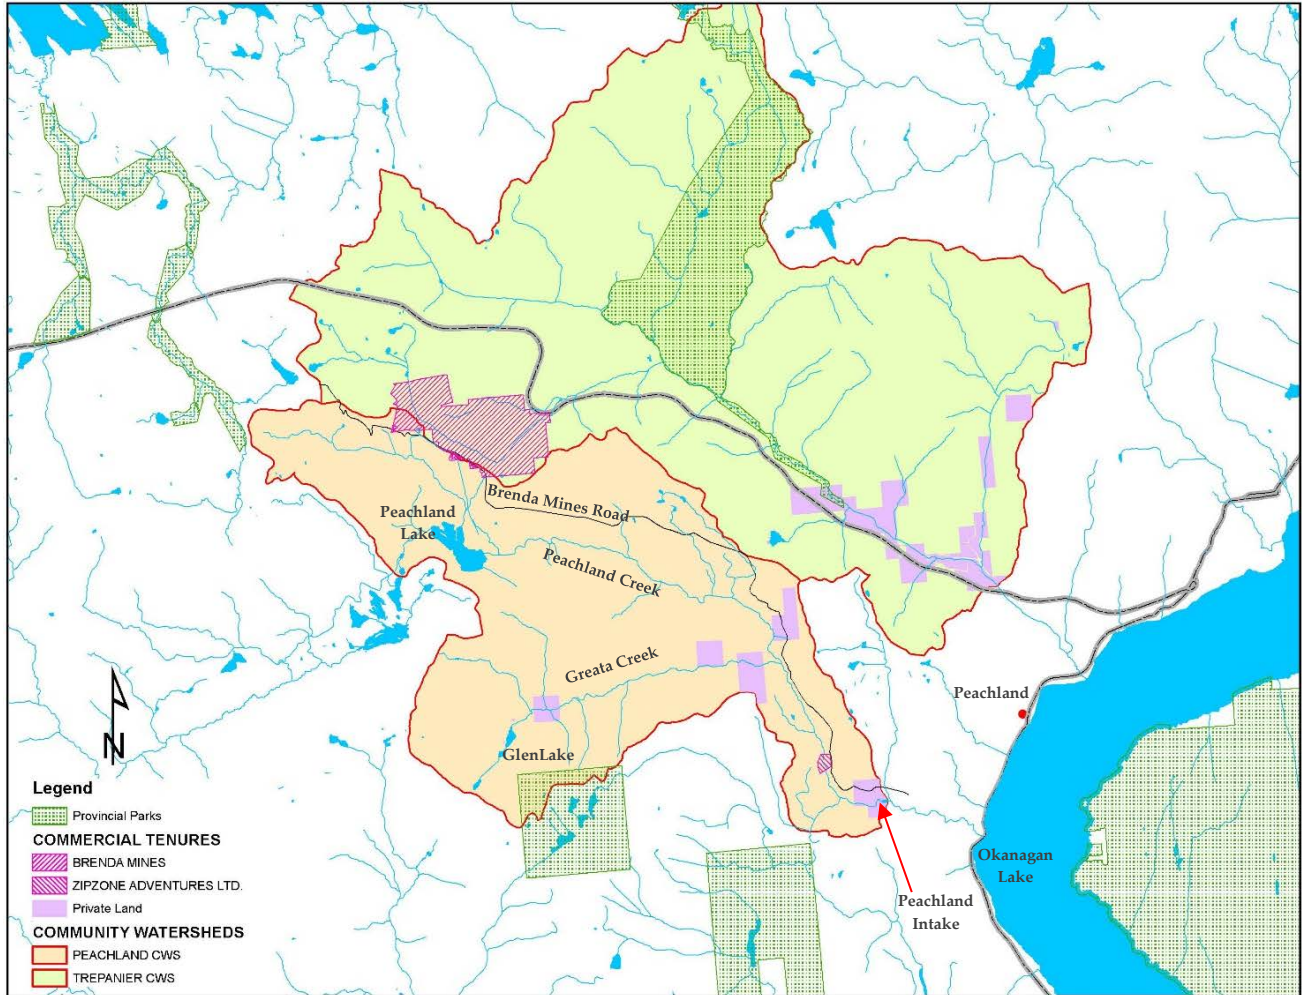 Brenda Mines Road
Peachland
Lake
Peachland Creek
Greata Creek
Peachland
GlenLake
Okanagan
Lake
Peachland
Intake
N
Legend
Provincial Parks
COMMERCIAL TENURES
BRENDA MINES
ZIPZONE ADVENTURES LTD.
Private Land
COMMUNITY WATERSHEDS
PEACHLAND CWS
TREPANIER CWS